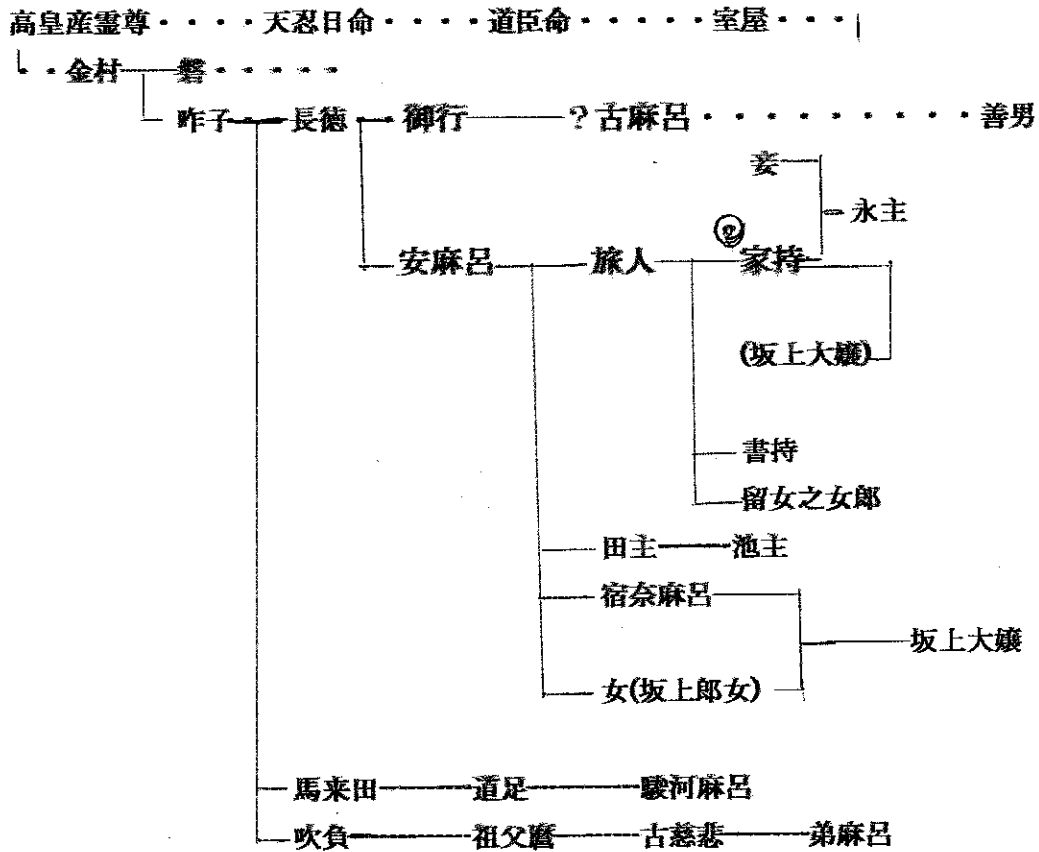 高皇産霊尊・・・・天忍日命・・・・・道臣命・・・・・室屋・・・
・・金村 磐・・・・・
昨子 長徳 御行 ？古麻呂・・・・・・・・・・善男
妾
永主
安麻呂 旅人 家持
(坂上大嬢)
書持
留女之女郎
田主 池主
宿奈麻呂
坂上大嬢
女(坂上郎女)
馬来田 道足 駿河麻呂
吹負 祖父麿 古慈悲 弟麻呂